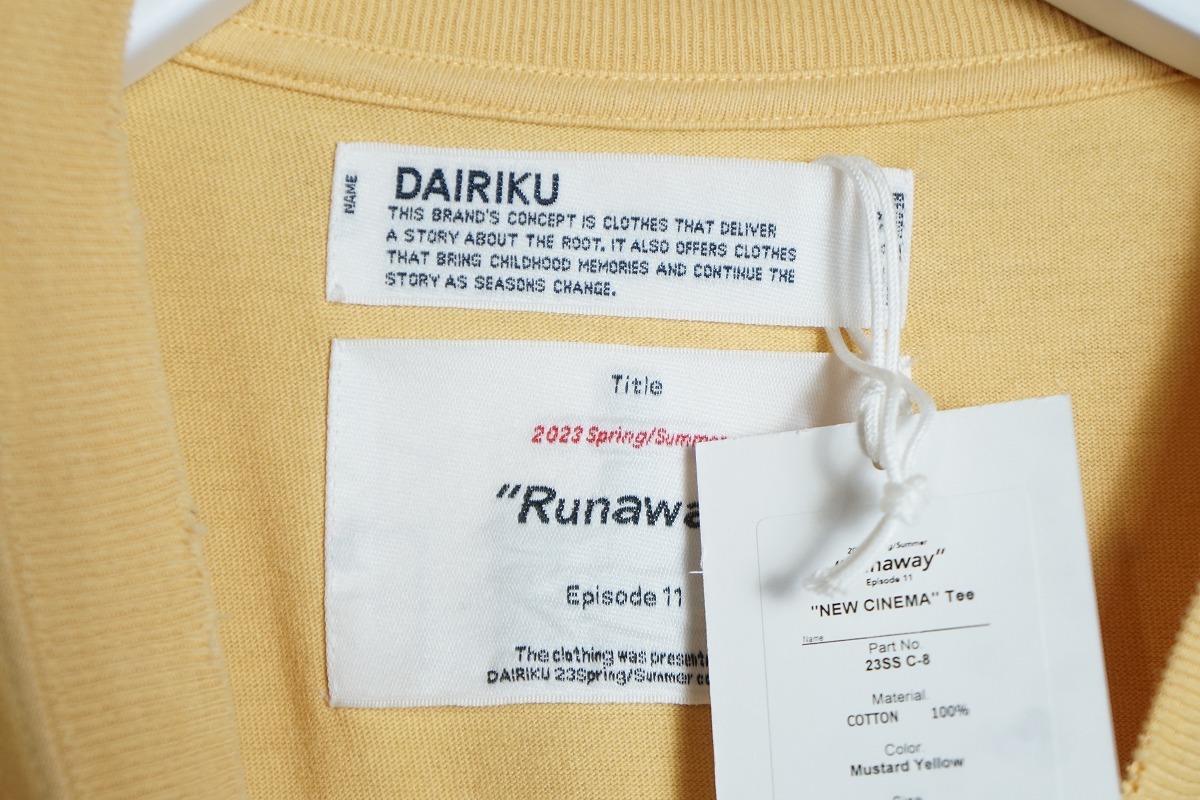 NAME
DAIRIKU
THIS BRAND'S CONCEPT IS CLOTHES THAT DELIVER
A STORY ABOUT THE ROOT. IT ALSO OFFERS CLOTHES
THAT BRING CHILDHOOD MEMORIES AND CONTINUE THE
STORY AS SEASONS CHANGE.
Title
2023 Spring/Summer
"Runawa
Episode 11
The clothing was present
DAIRIKU 23Spring/Summer co
/Summer
naway"
Episode 11
"NEW CINEMA" Tee
Name
Part No.
23SS C-8
Material.
COTTON 100%
Color.
Mustard Yellow